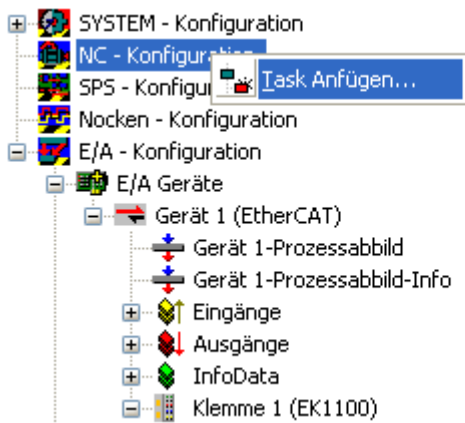 SYSTEM - Konfiguration
NC - Konfiguration
Task Anfügen...
SPS - Konfigu
Nocken - Konfiguration
E/A - Konfiguration
E/A Geräte
Gerät 1 (EtherCAT)
Gerät 1-Prozessabbild
Gerät 1-Prozessabbild-Info
Eingänge
Ausgänge
InfoData
Klemme 1 (EK1100)